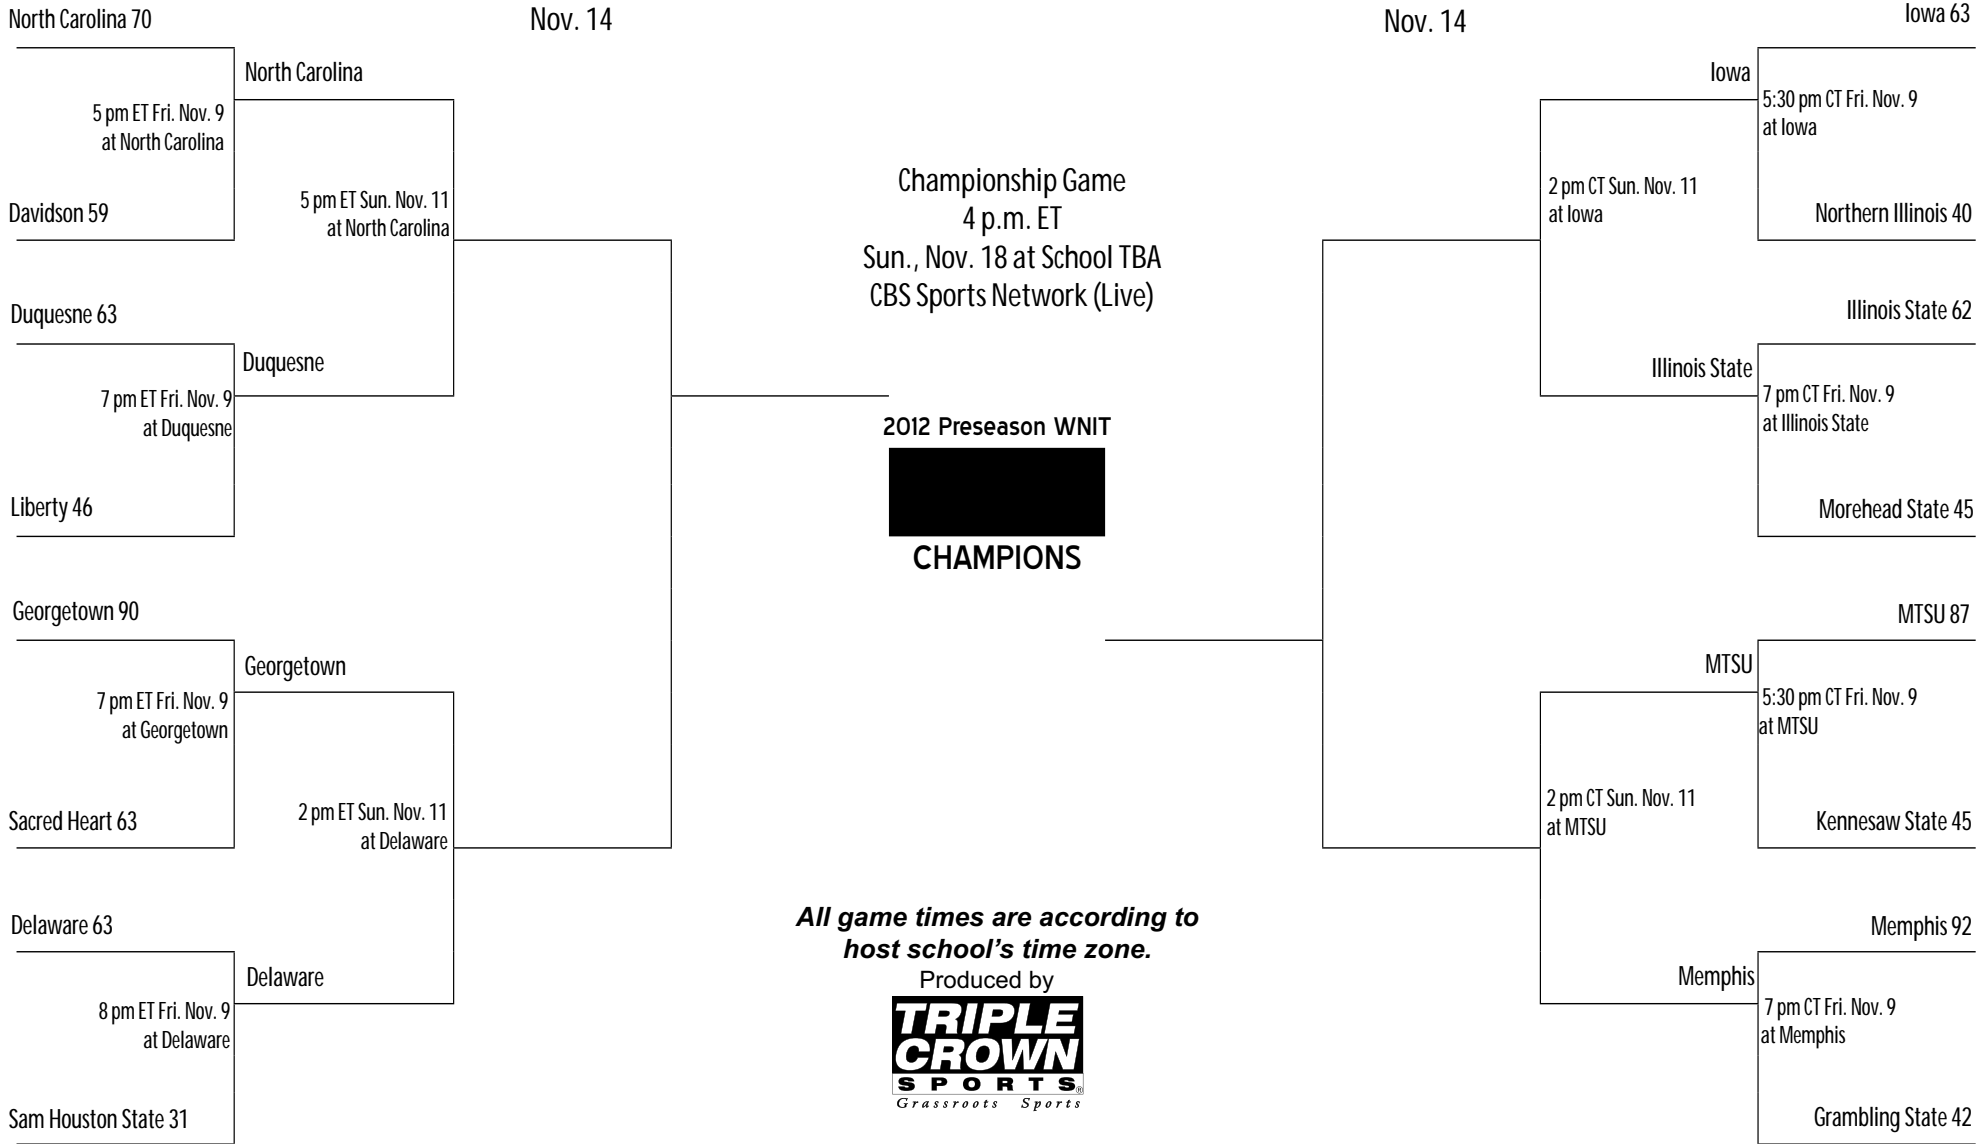 North Carolina 70
Nov. 14
North Carolina
5 pm ET Fri. Nov. 9
at North Carolina
Davidson 59
5 pm ET Sun. Nov. 11
at North Carolina
Duquesne 63
Duquesne
7 pm ET Fri. Nov. 9
at Duquesne
Liberty 46
Georgetown 90
Georgetown
7 pm ET Fri. Nov. 9
at Georgetown
Sacred Heart 63
2 pm ET Sun. Nov. 11
at Delaware
Delaware 63
Delaware
8 pm ET Fri. Nov. 9
at Delaware
Sam Houston State 31
Championship Game
4 p.m. ET
Sun., Nov. 18 at School TBA
CBS Sports Network (Live)
2012 Preseason WNIT
CHAMPIONS
All game times are according to
host school's time zone.
Produced by
TRIPLE
CROWN
SPORTS®
Grassroots Sports
Nov. 14
Iowa 63
Iowa
5:30 pm CT Fri. Nov. 9
at Iowa
2 pm CT Sun. Nov. 11
at Iowa
Northern Illinois 40
Illinois State 62
Illinois State
7 pm CT Fri. Nov. 9
at Illinois State
Morehead State 45
MTSU 87
MTSU
5:30 pm CT Fri. Nov. 9
at MTSU
2 pm CT Sun. Nov. 11
at MTSU
Kennesaw State 45
Memphis 92
Memphis
7 pm CT Fri. Nov. 9
at Memphis
Grambling State 42